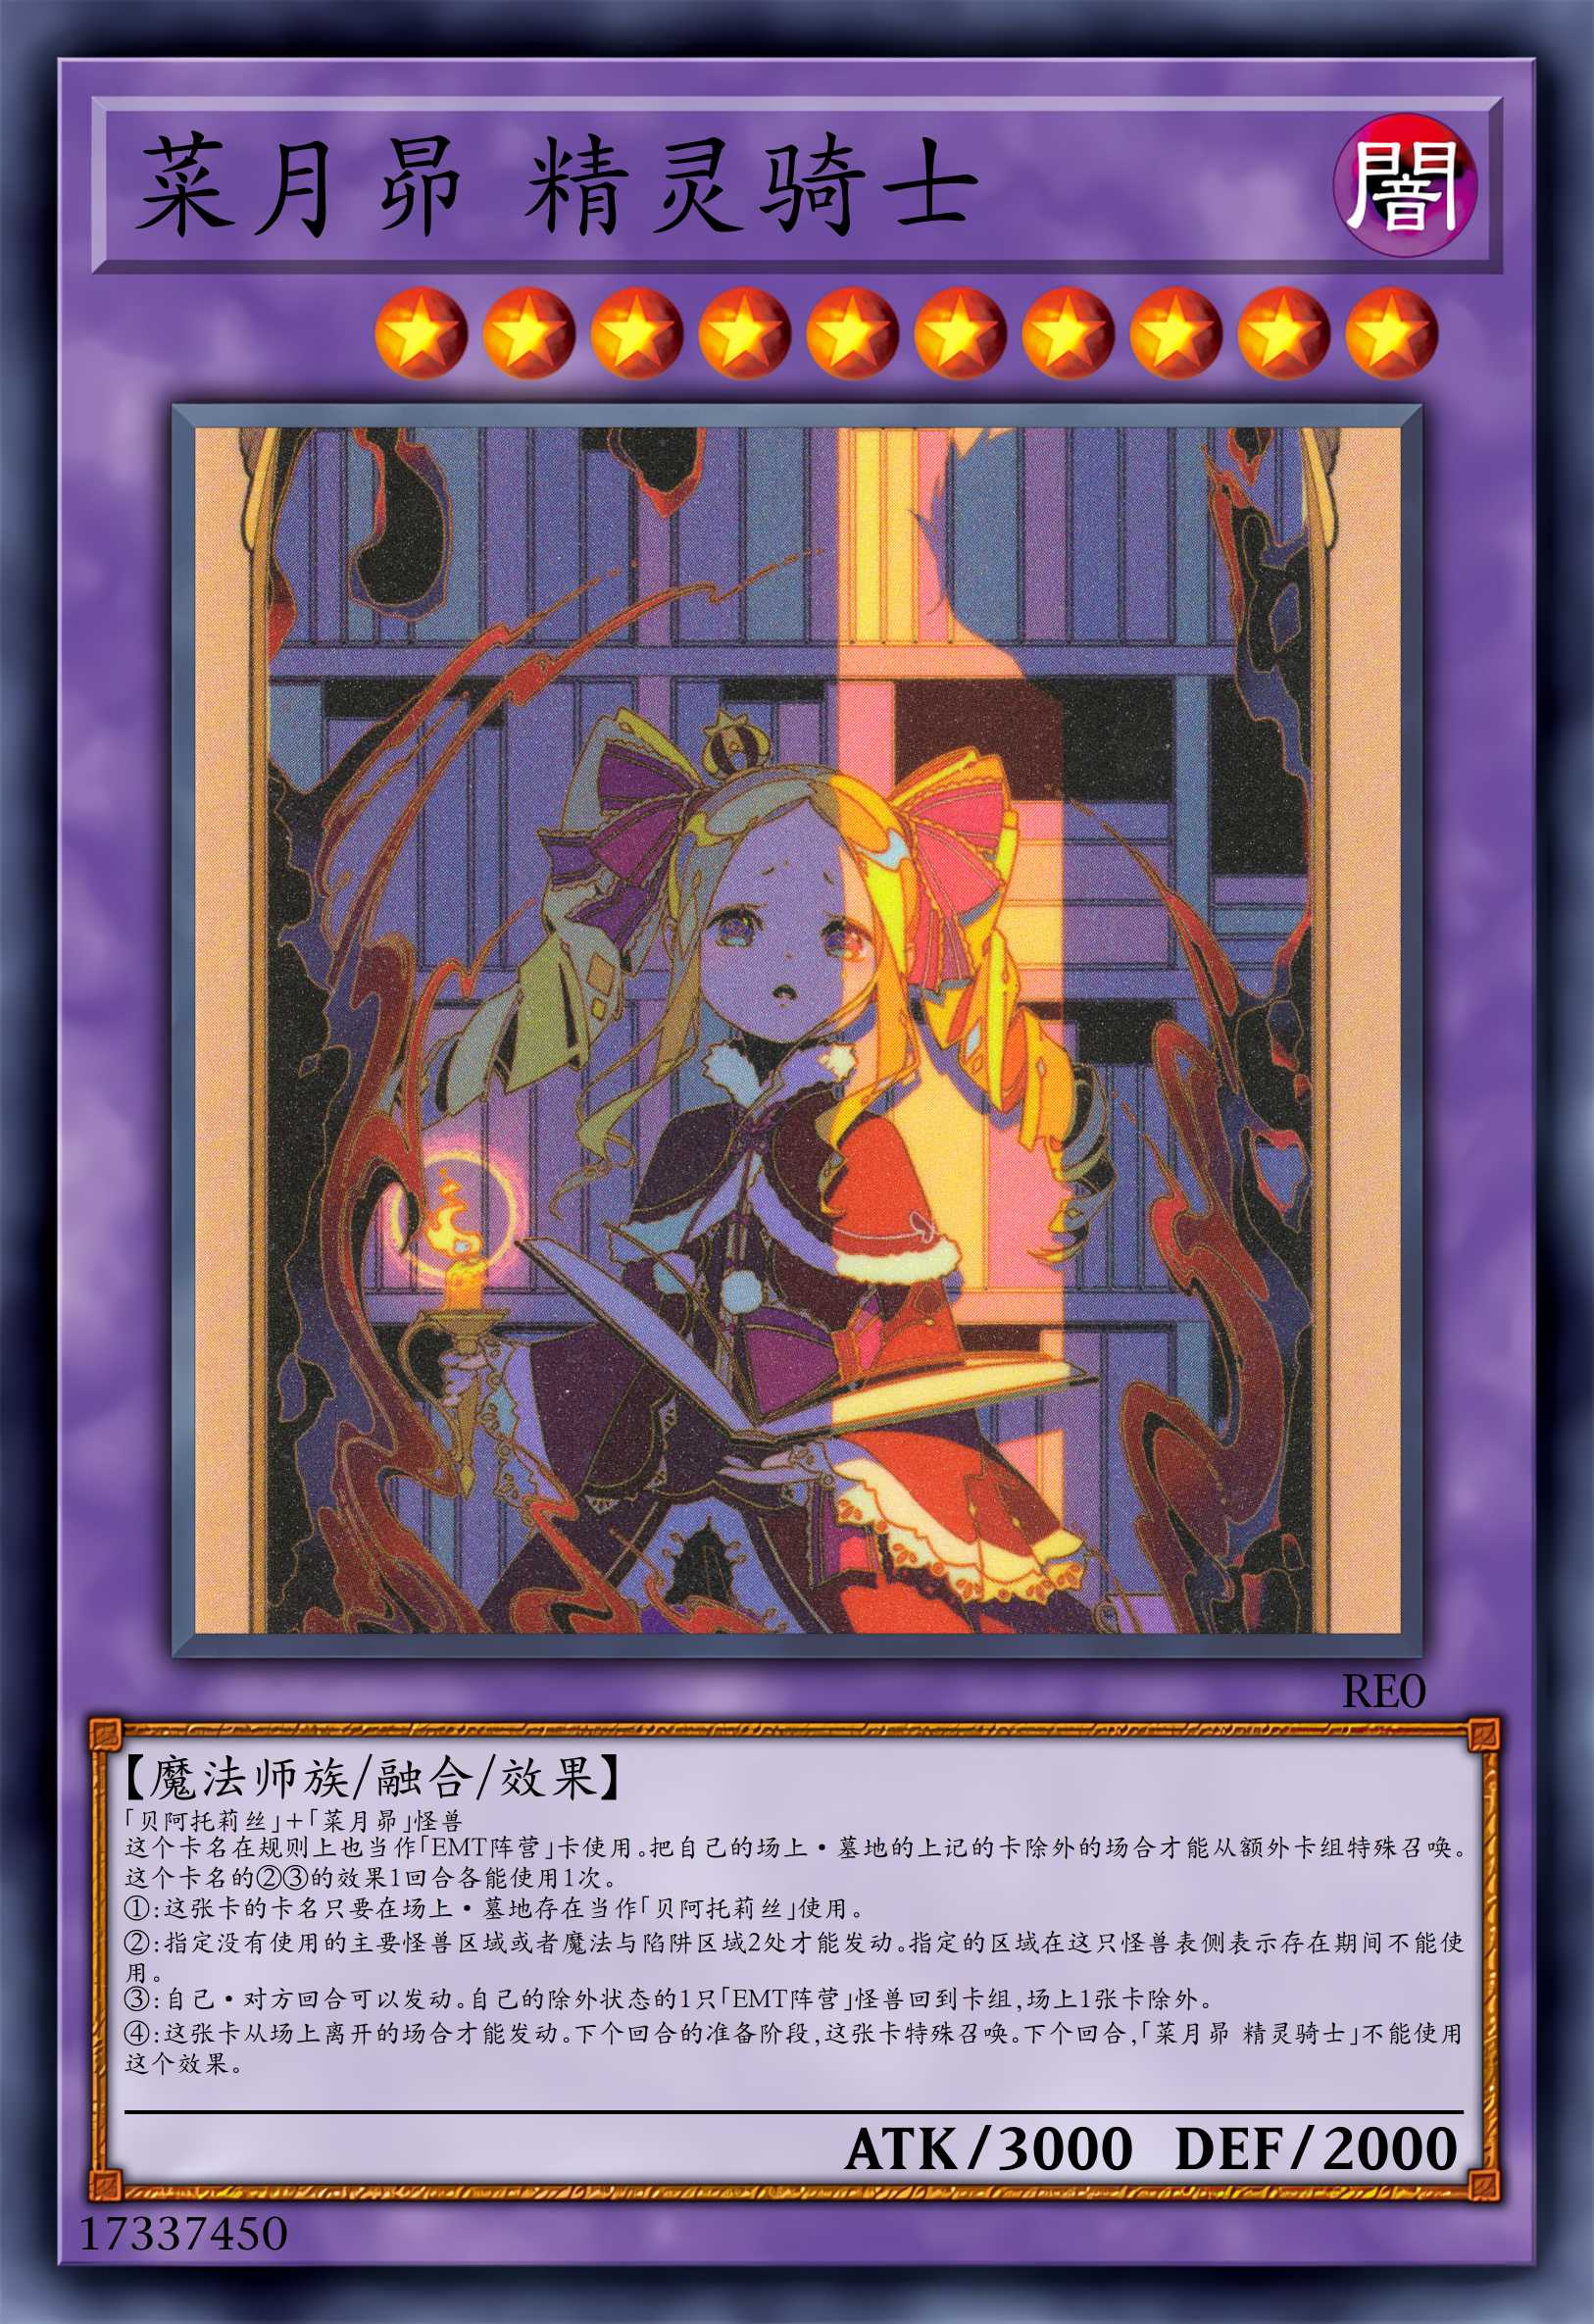 菜月昴 精灵骑士
闇
RE0
【魔法师族/融合/效果】
「贝阿托莉丝」+「菜月昴」怪兽
这个卡名在规则上也当作「EMT阵营」卡使用。把自己的场上·墓地的上记的卡除外的场合才能从额外卡组特殊召唤。
这个卡名的②③的效果1回合各能使用1次。
①:这张卡的卡名只要在场上·墓地存在当作「贝阿托莉丝」使用。
②:指定没有使用的主要怪兽区域或者魔法与陷阱区域2处才能发动。指定的区域在这只怪兽表侧表示存在期间不能使
用。
③:自己·对方回合可以发动。自己的除外状态的1只「EMT阵营」怪兽回到卡组,场上1张卡除外。
④:这张卡从场上离开的场合才能发动。下个回合的准备阶段,这张卡特殊召唤。下个回合,「菜月昴 精灵骑士」不能使用
这个效果。
ATK/3000 DEF/2000
17337450